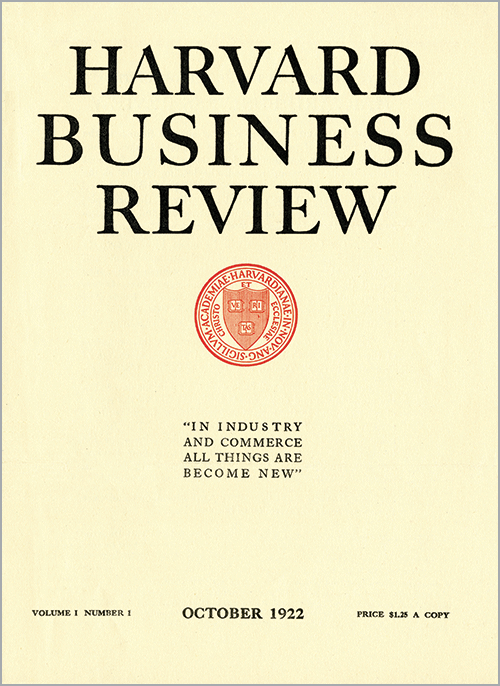 HARVARD
BUSINESS
REVIEW
SIGILLVM·ACADEMIAE·HARVARDIANAE·IN·NOV·ANG·
ET
CHRISTO
ECCLESIAE
VE RI
TAS
“IN INDUSTRY
AND COMMERCE
ALL THINGS ARE
BECOME NEW”
VOLUME I NUMBER I
OCTOBER 1922
PRICE $1.25 A COPY